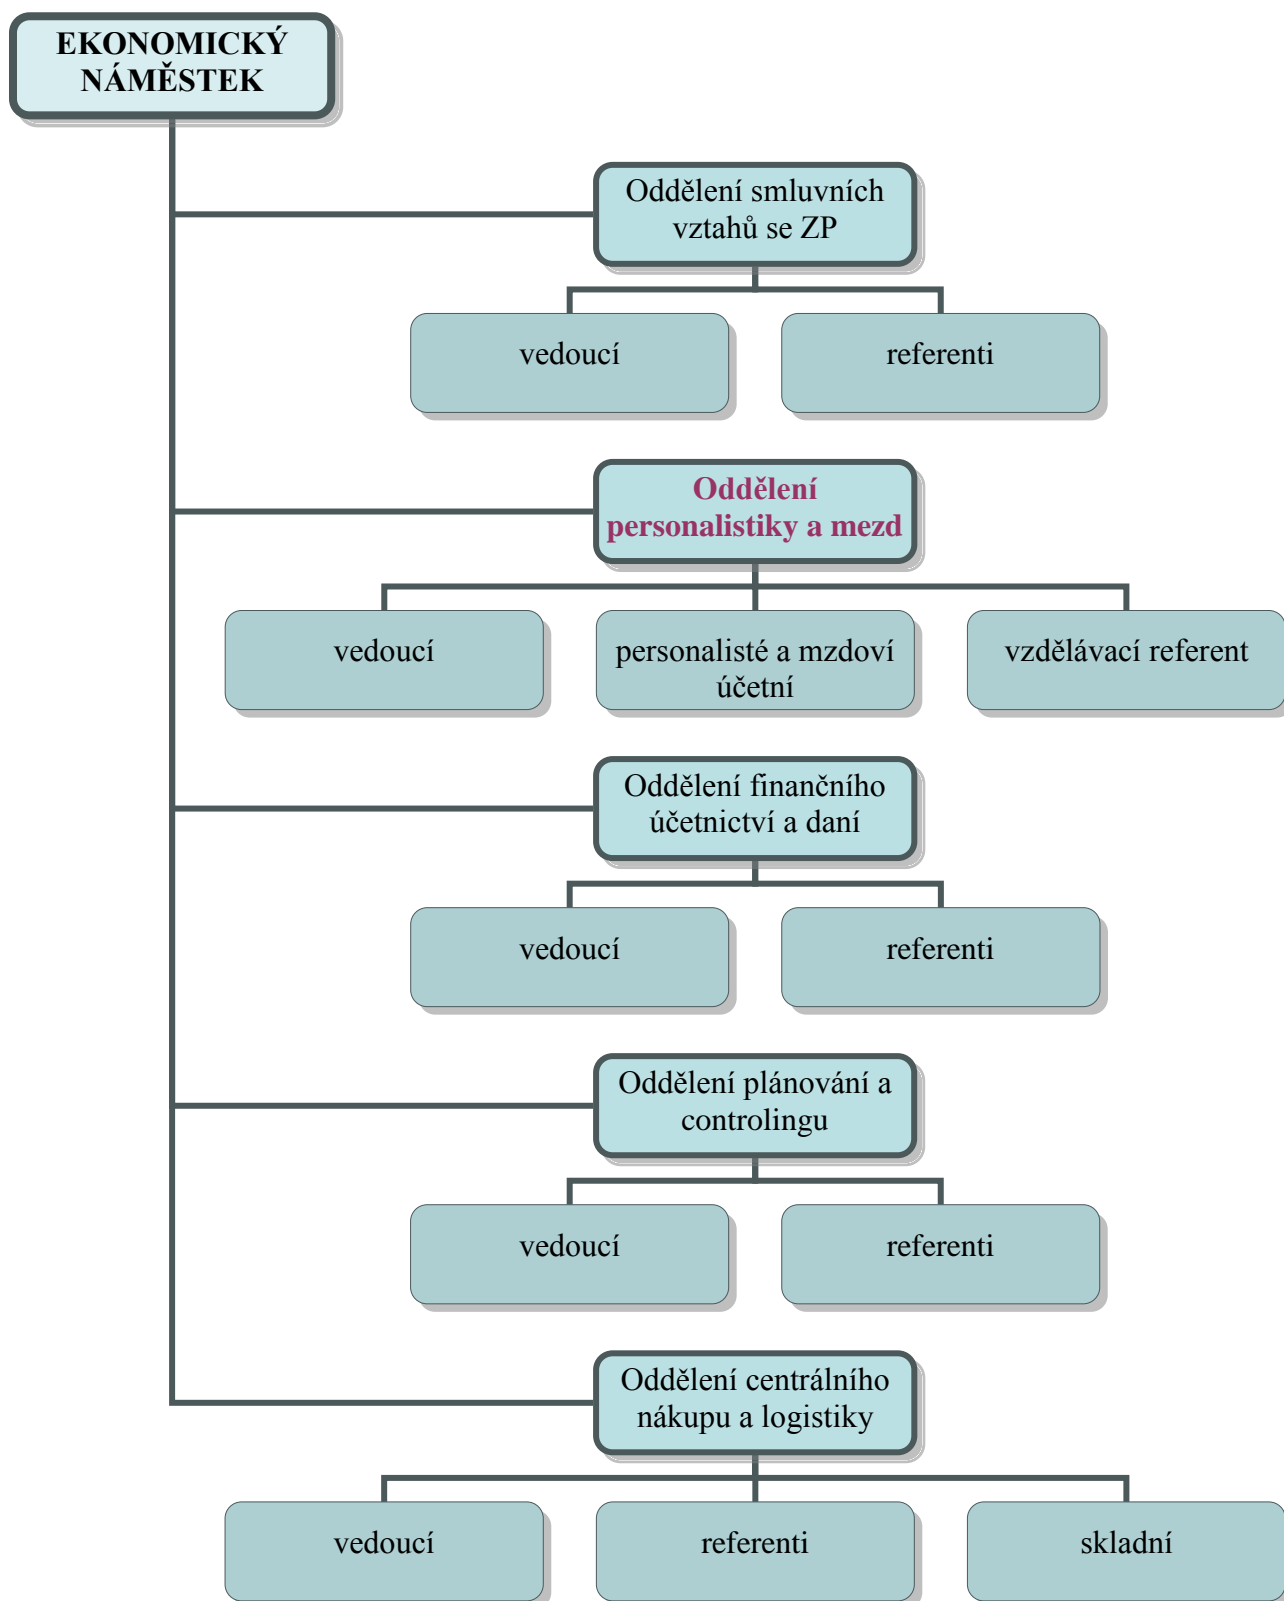 EKONOMICKÝ
NÁMĚSTEK
Oddělení smluvních
vztahů se ZP
vedoucí
referenti
Oddělení
personalistiky a mezd
vedoucí
personalisté a mzdoví
účetní
vzdělávací referent
Oddělení finančního
účetnictví a daní
vedoucí
referenti
Oddělení plánování a
controlingu
vedoucí
referenti
Oddělení centrálního
nákupu a logistiky
vedoucí
referenti
skladní